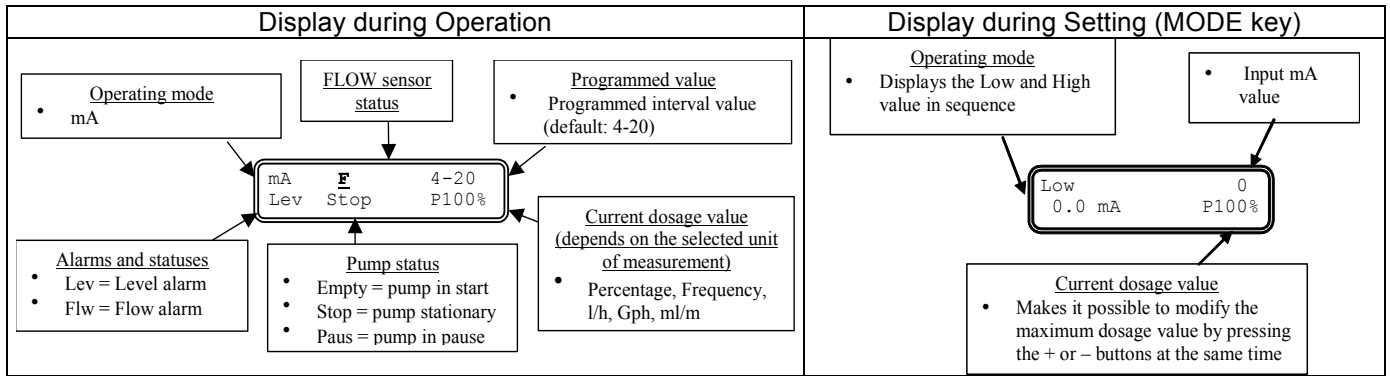 Display during Operation
Operating mode
• mA
FLOW sensor
status
Programmed value
• Programmed interval value
(default: 4-20)
mA F 4-20
Lev Stop P100%
Alarms and statuses
• Lev = Level alarm
• Flw = Flow alarm
Pump status
• Empty = pump in start
• Stop = pump stationary
• Paus = pump in pause
Current dosage value
(depends on the selected unit
of measurement)
• Percentage, Frequency,
l/h, Gph, ml/m
Display during Setting (MODE key)
Operating mode
• Displays the Low and High
value in sequence
• Input mA
value
Low 0
0.0 mA P100%
Current dosage value
• Makes it possible to modify the
maximum dosage value by pressing
the + or – buttons at the same time